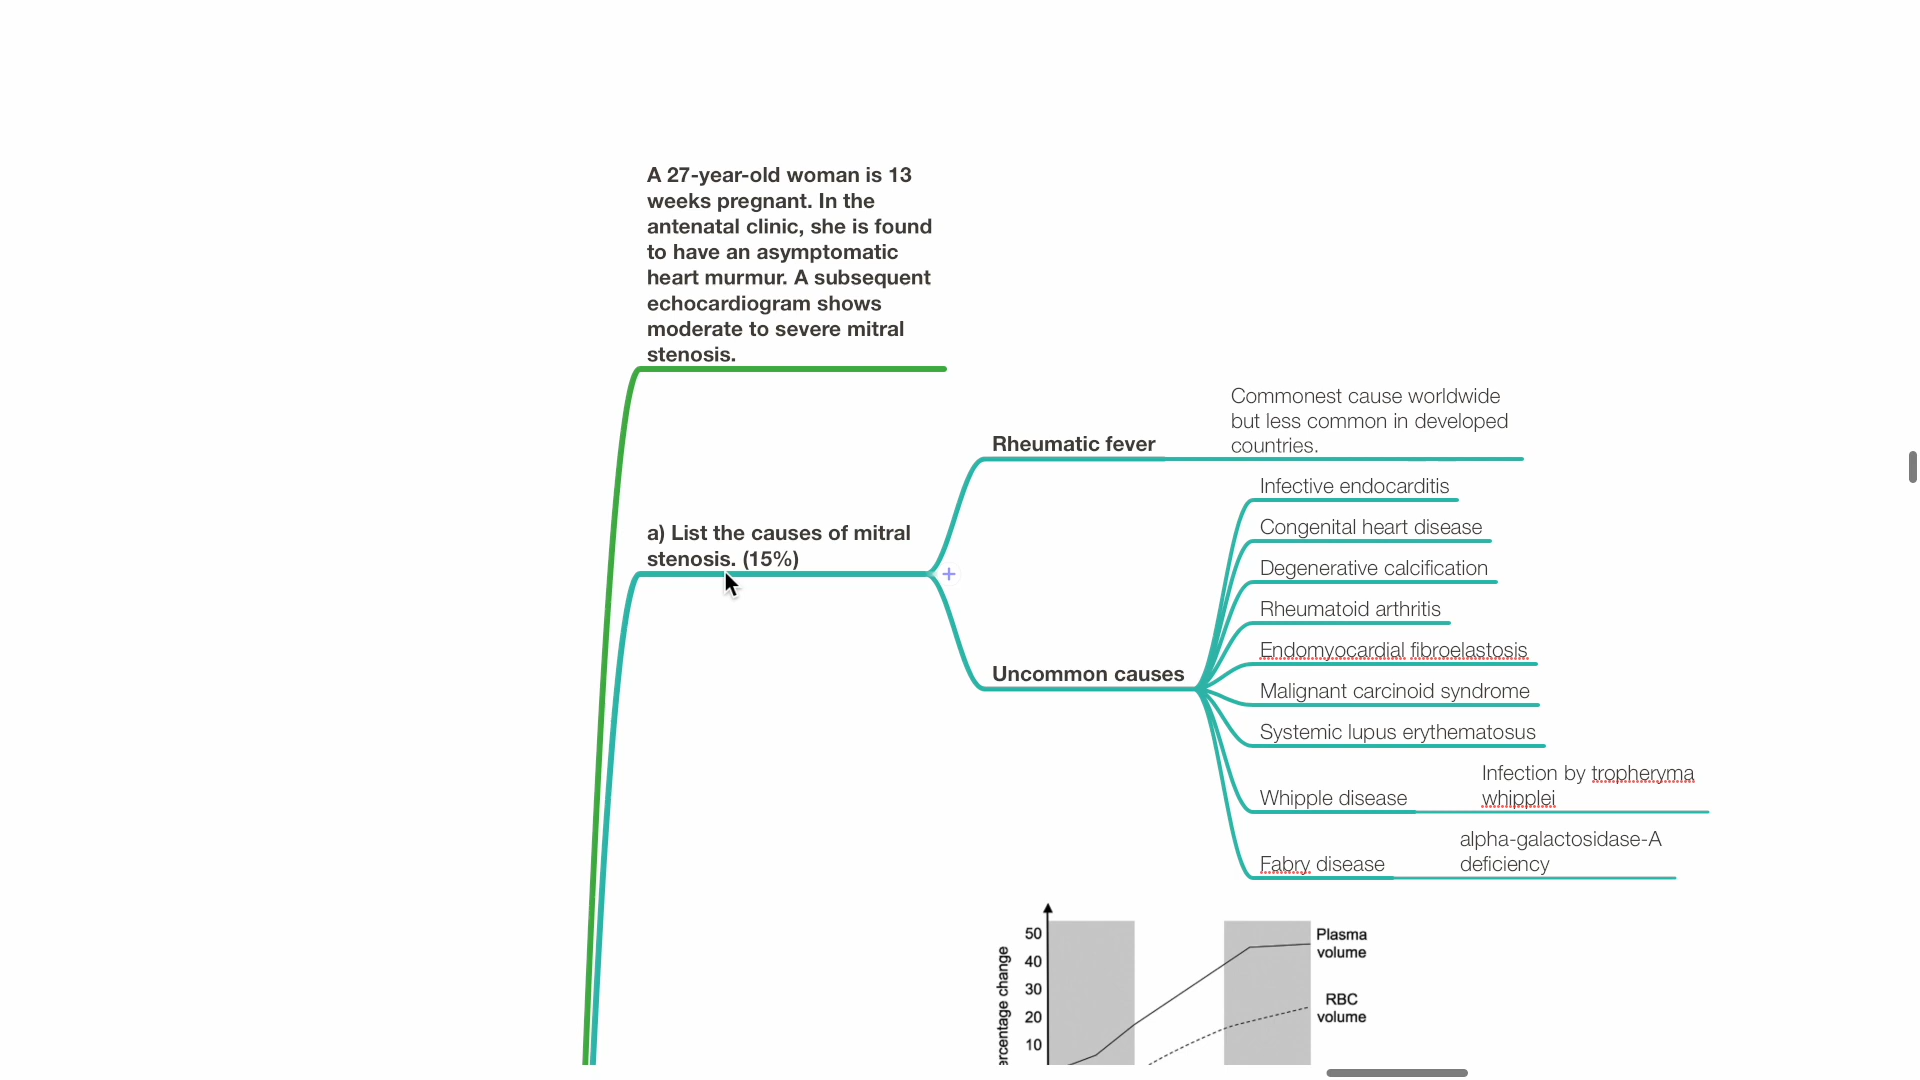 A 27-year-old woman is 13
weeks pregnant. In the
antenatal clinic, she is found
to have an asymptomatic
heart murmur. A subsequent
echocardiogram shows
moderate to severe mitral
stenosis.
a) List the causes of mitral
stenosis. (15%)
Rheumatic fever
Commonest cause worldwide
but less common in developed
countries.
Uncommon causes
Infective endocarditis
Congenital heart disease
Degenerative calcification
Rheumatoid arthritis
Endomyocardial fibroelastosis
Malignant carcinoid syndrome
Systemic lupus erythematosus
Whipple disease
Infection by tropheryma
whipplei
Fabry disease
alpha-galactosidase-A
deficiency
50
40
30
20
10
ercentage change
Plasma
volume
RBC
volume